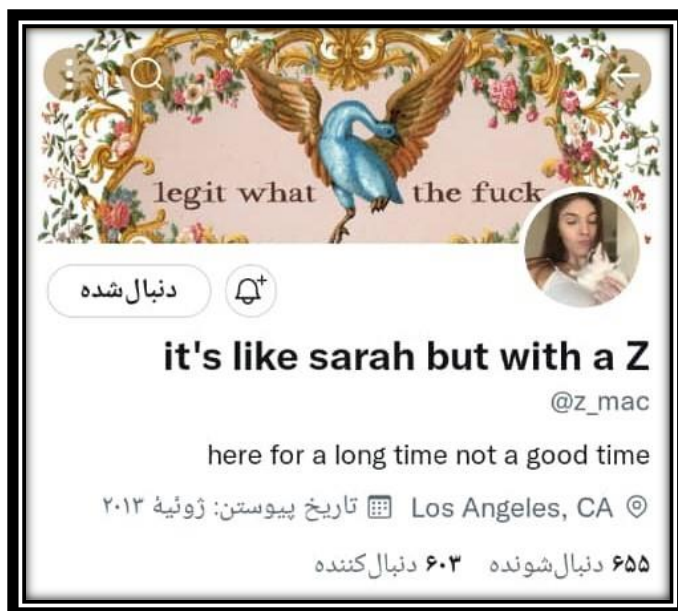 legit what the fuck
دنبال‌شده
it's like sarah but with a Z
@z_mac
here for a long time not a good time
Los Angeles, CA تاریخ پیوستن: ژوئیهٔ ۲۰۱۳
۶۵۵ دنبال‌شونده ۶۰۳ دنبال‌کننده